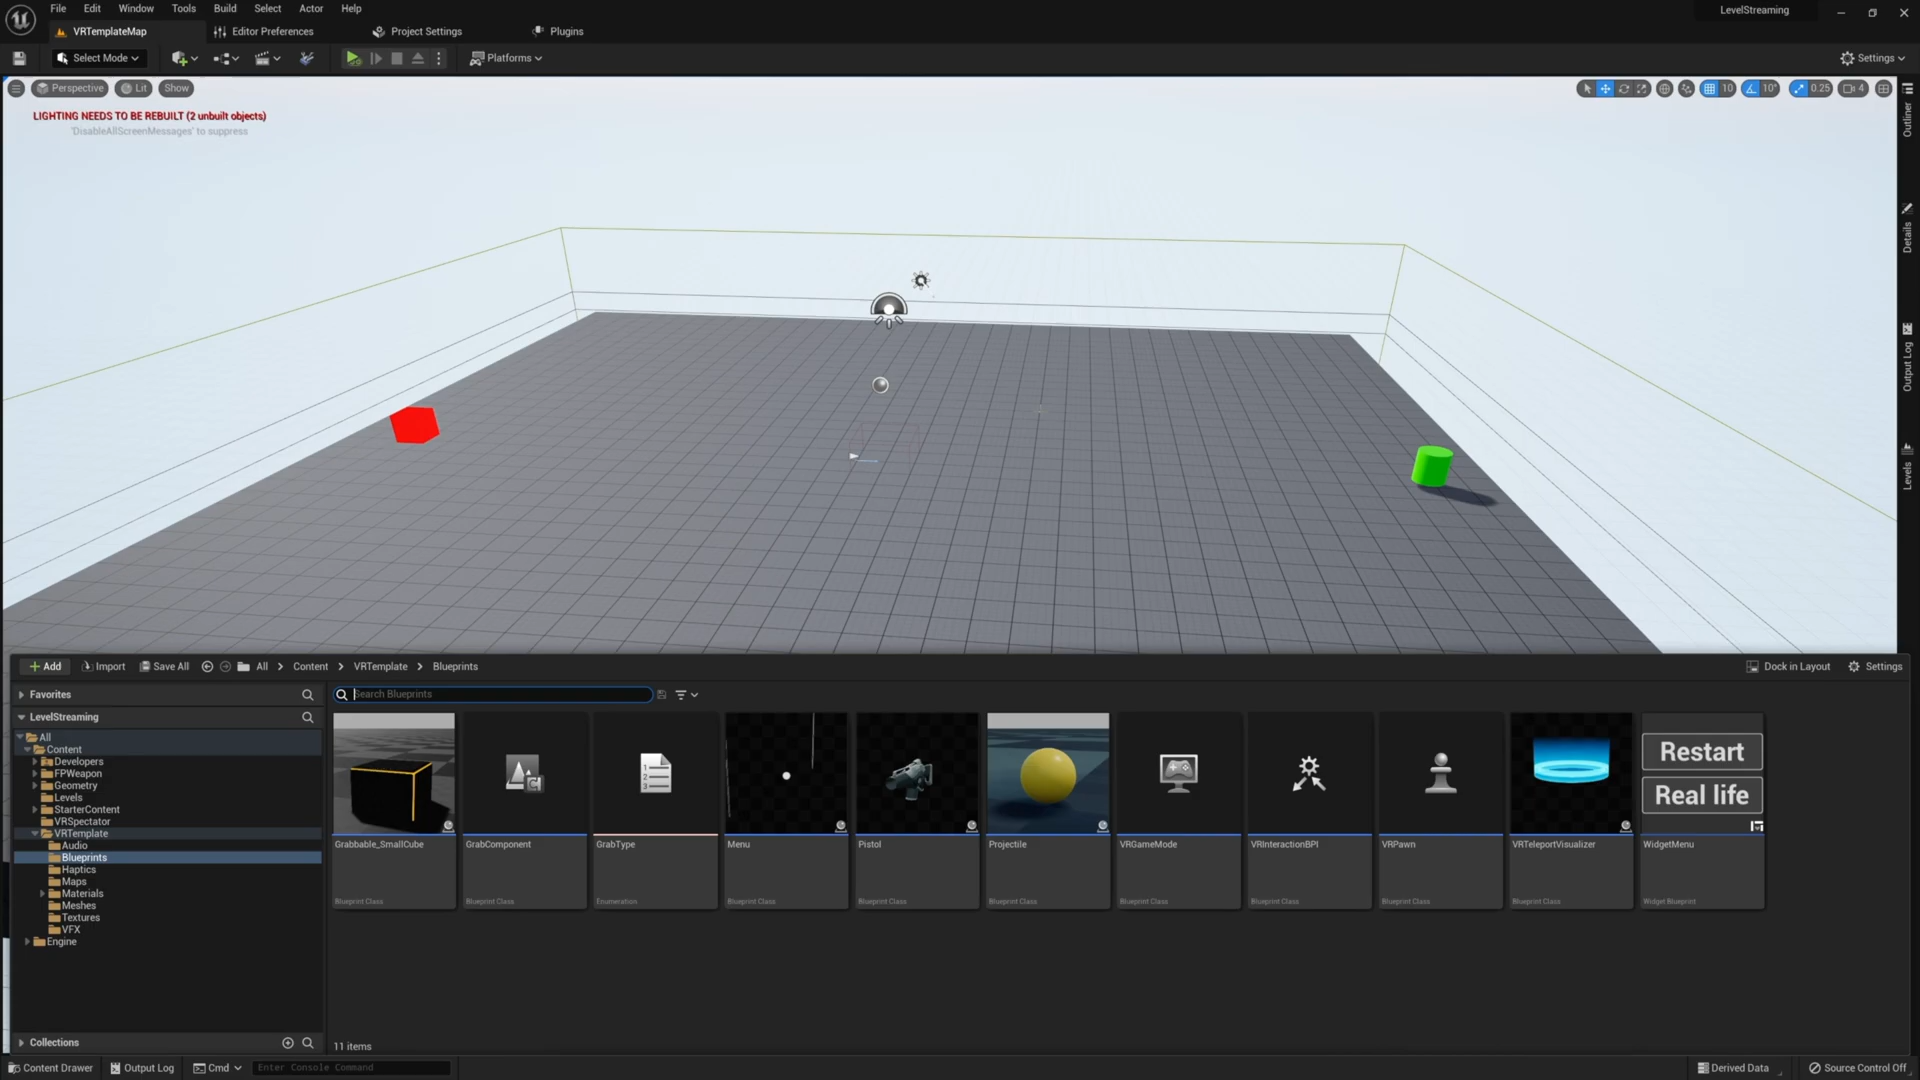 File Edit Window Tools Build Select Actor Help
LevelStreaming
VRTemplateMap
Editor Preferences
Project Settings
Plugins
Select Mode
Platforms
Settings
Perspective
Lit
Show
10
10°
0.25
4
LIGHTING NEEDS TO BE REBUILT (2 unbuilt objects)
'DisableAllScreenMessages' to suppress
Outliner
Details
Output Log
Levels
Add
Import
Save All
All
Content
VRTemplate
Blueprints
Dock in Layout
Settings
Favorites
Search Blueprints
LevelStreaming
All
Content
Developers
FPWeapon
Geometry
Levels
StarterContent
VRSpectator
VRTemplate
Audio
Blueprints
Haptics
Maps
Materials
Meshes
Textures
VFX
Engine
Restart
Real life
Grabbable_SmallCube
GrabComponent
GrabType
Menu
Pistol
Projectile
VRGameMode
VRInteractionBPI
VRPawn
VRTeleportVisualizer
WidgetMenu
Blueprint Class
Blueprint Class
Enumeration
Blueprint Class
Blueprint Class
Blueprint Class
Blueprint Class
Blueprint Class
Blueprint Class
Blueprint Class
Widget Blueprint
Collections
11 items
Content Drawer
Output Log
Cmd
Enter Console Command
Derived Data
Source Control Off